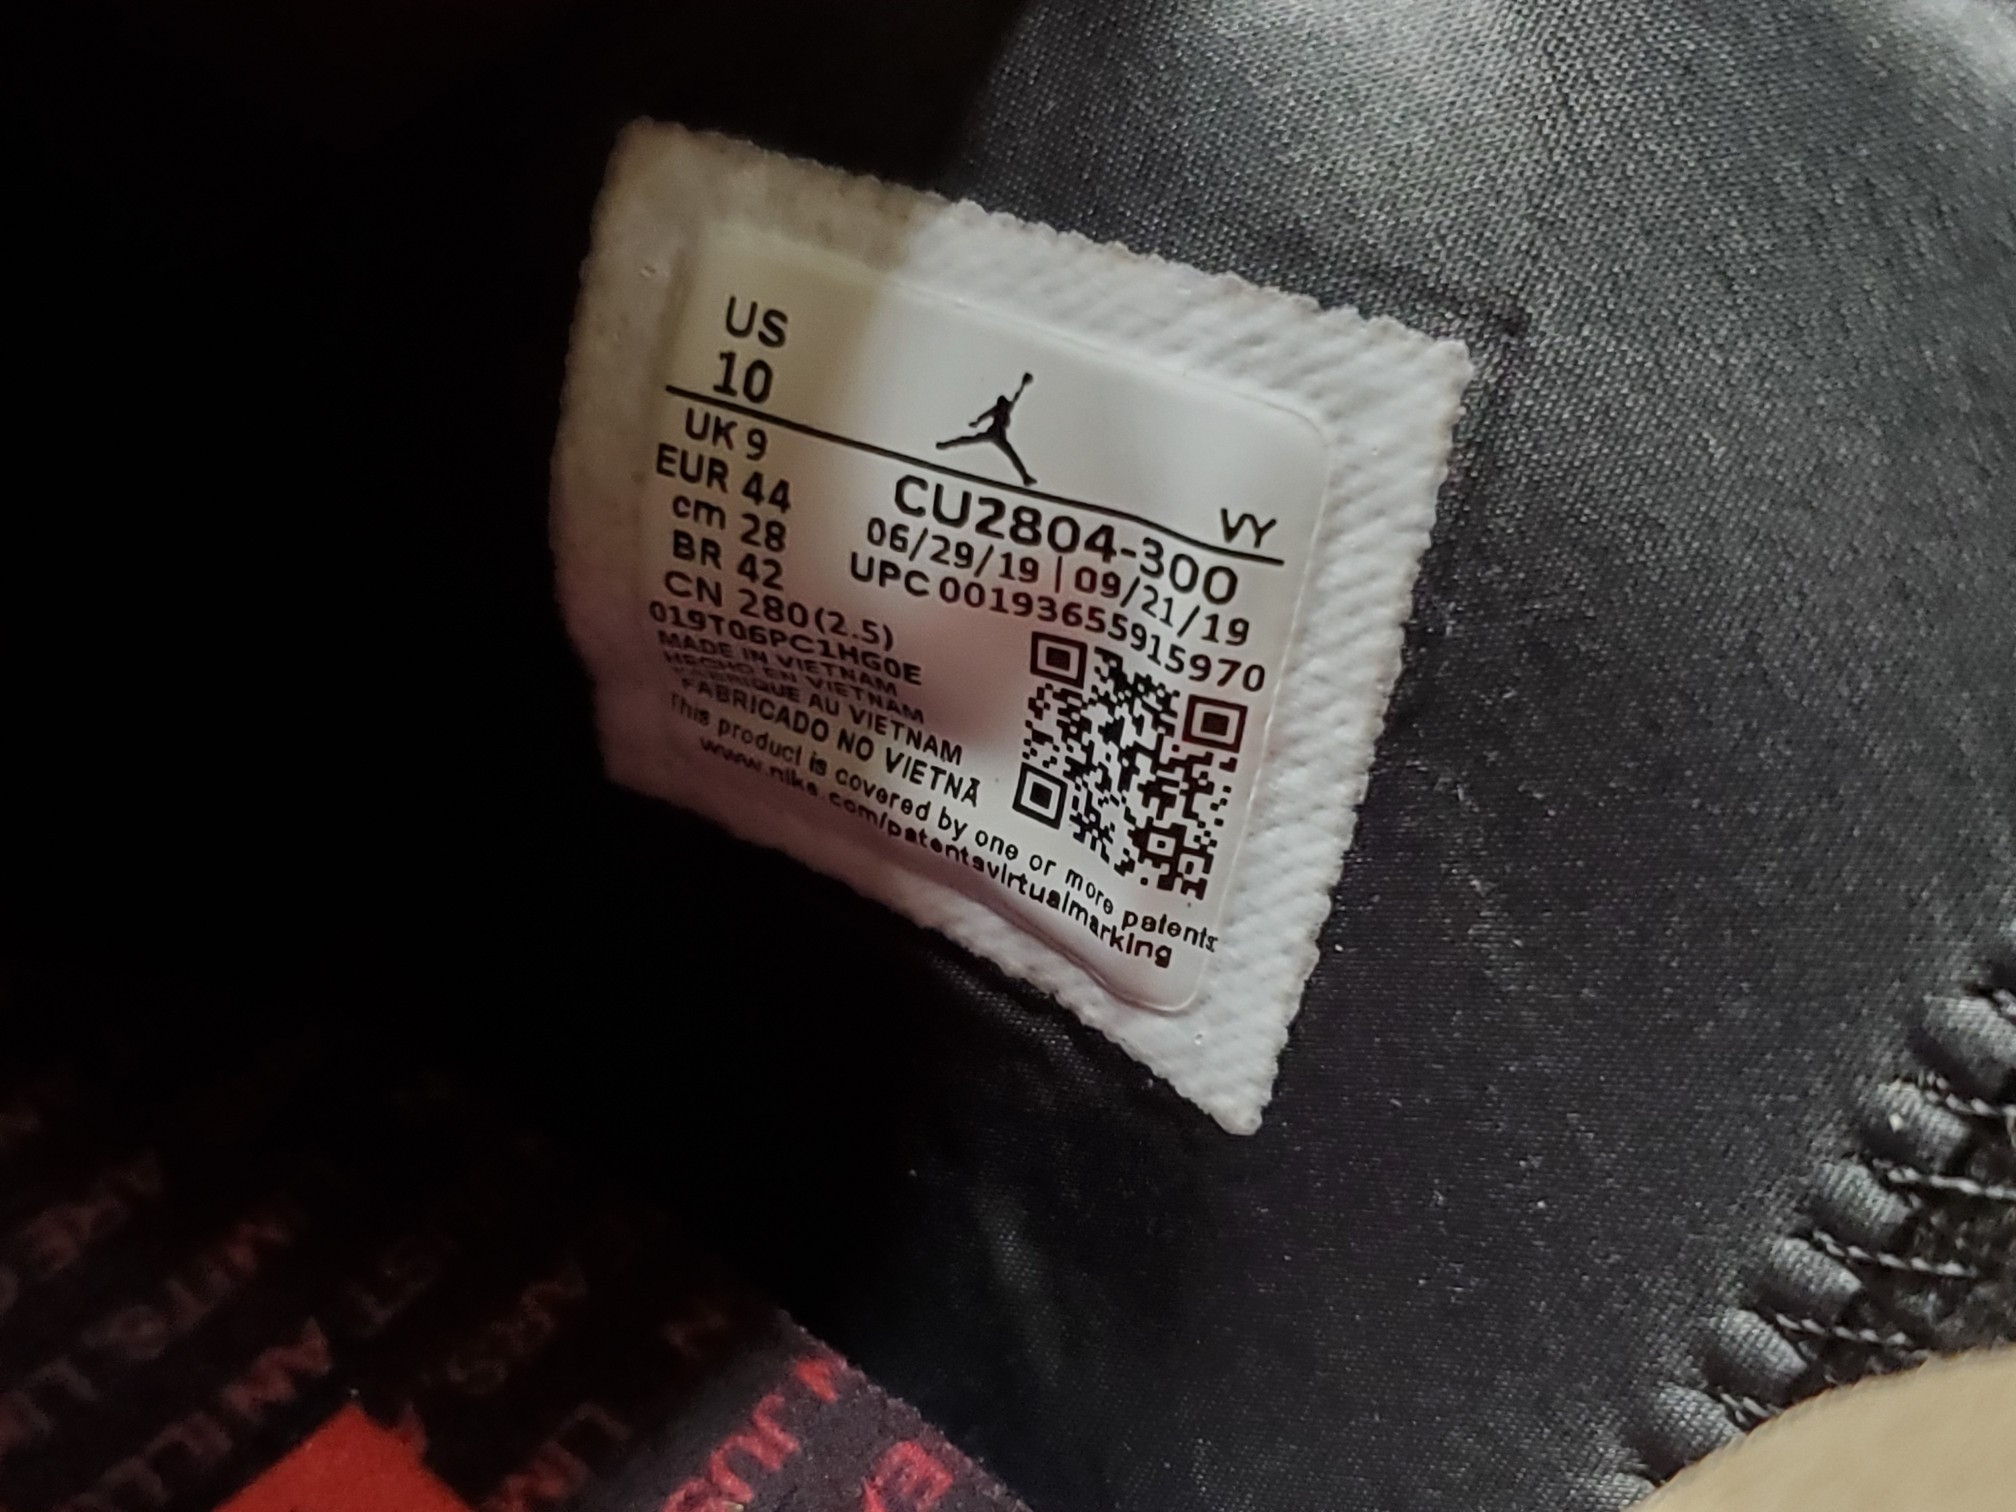 US
10
VY
UK 9
EUR 44
cm 28
BR 42
CN 280(2.5)
CU2804-300
06/29/19 | 09/21/19
UPC 00193655915970
019T06PC1HG0E
MADE IN VIETNAM
HECHO EN VIETNAM
FABRIQUE AU VIETNAM
FABRICADO NO VIETNÃ
This product is covered by one or more patents
www.nike.com/patentsvirtualmarking